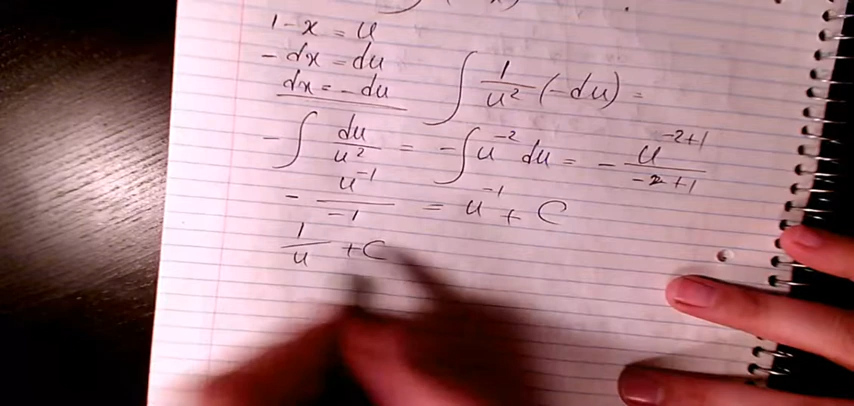 1-x = u
-dx = du
dx = -du
∫ 1/u² (-du) =
-∫ du/u² = -∫ u⁻² du = - u⁻²⁺¹/-2+1
- u⁻¹/-1 = u⁻¹ + C
1/u + C